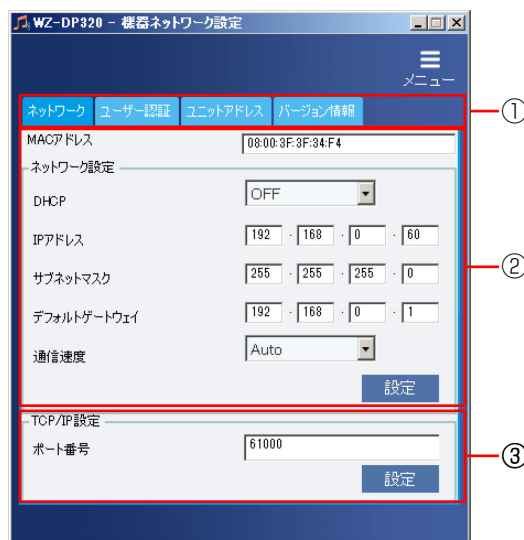 WZ-DP320 - 機器ネットワーク設定
メニュー
ネットワーク ユーザー認証 ユニットアドレス バージョン情報
①
MACアドレス 08:00:3F:3F:34:F4
ネットワーク設定
DHCP OFF
IPアドレス 192 . 168 . 0 . 60
②
サブネットマスク 255 . 255 . 255 . 0
デフォルトゲートウェイ 192 . 168 . 0 . 1
通信速度 Auto
設定
TCP/IP設定
ポート番号 61000
③
設定